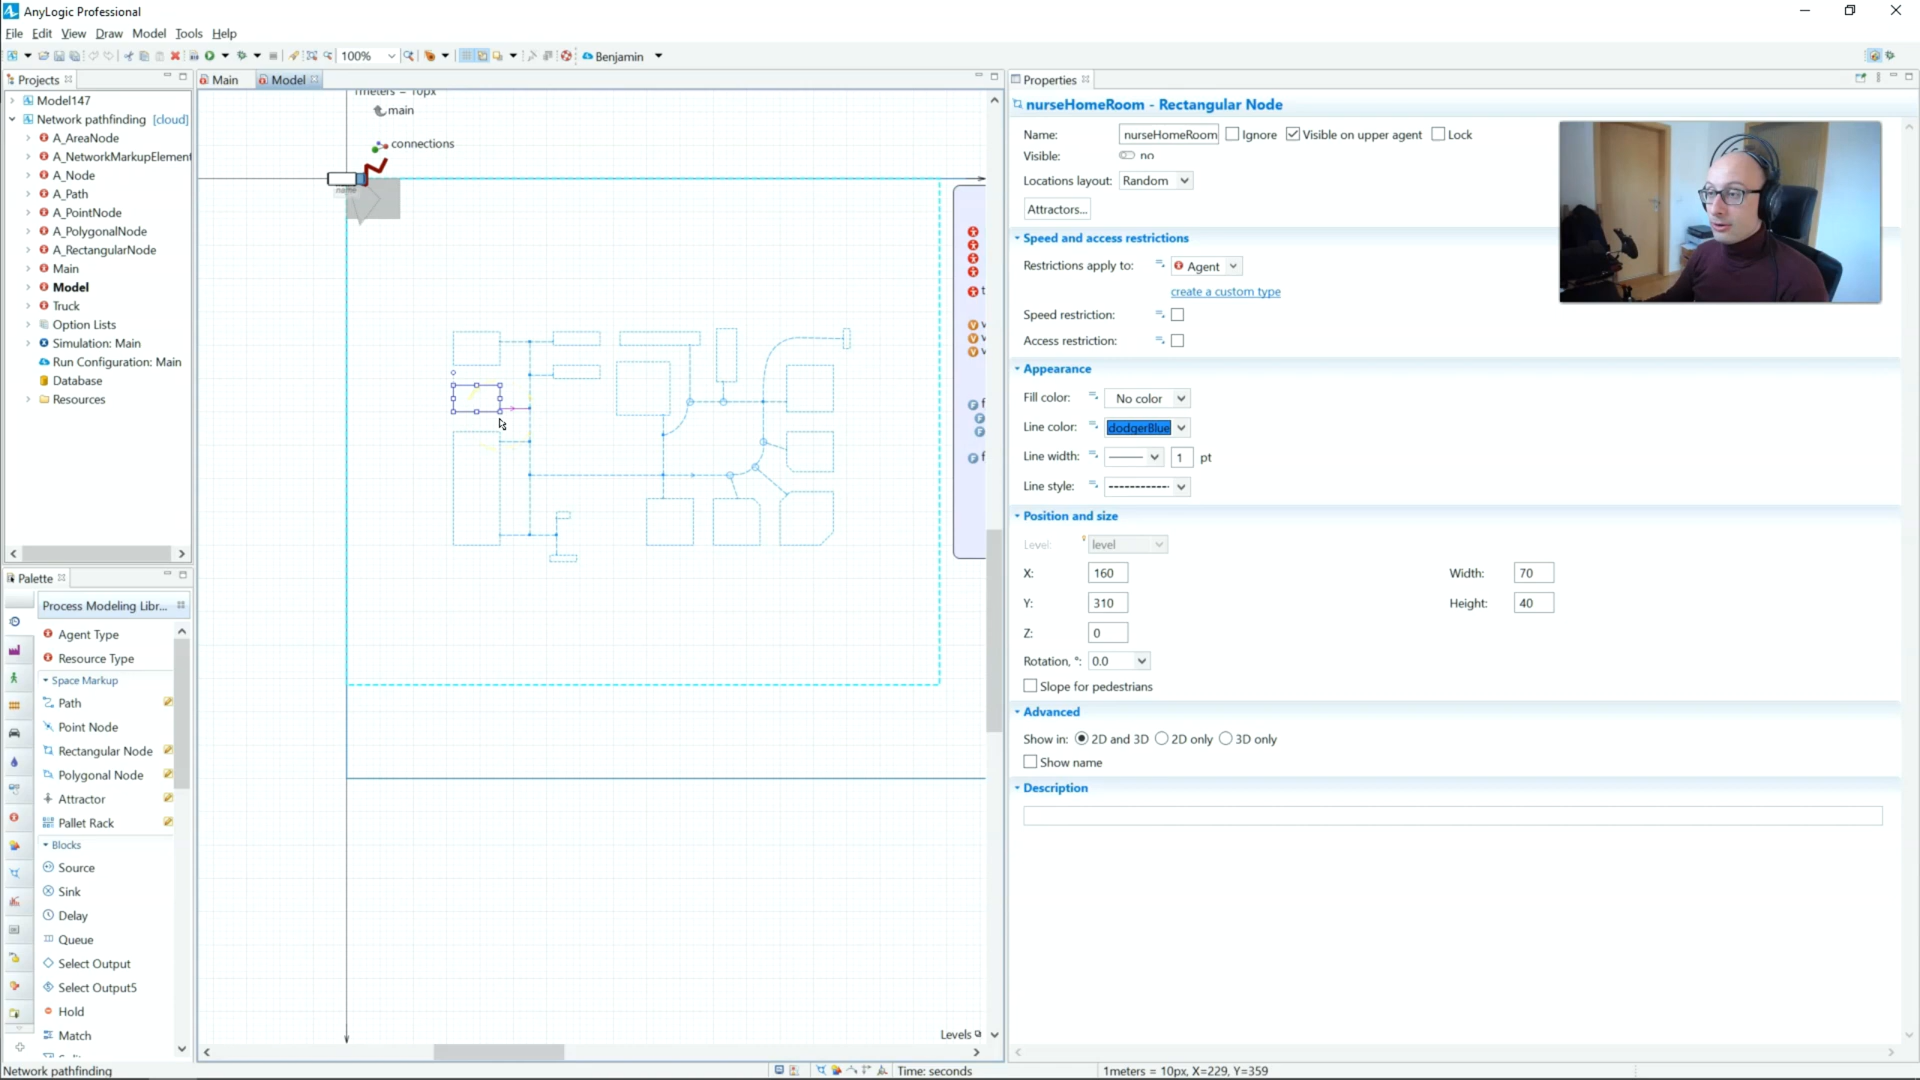 AnyLogic Professional
File Edit View Draw Model Tools Help
100% Benjamin
Projects
Model147
Network pathfinding [cloud]
A_AreaNode
A_NetworkMarkupElement
A_Node
A_Path
A_PointNode
A_PolygonalNode
A_RectangularNode
Main
Model
Truck
Option Lists
Simulation: Main
Run Configuration: Main
Database
Resources
Palette
Process Modeling Libr...
Agent Type
Resource Type
Space Markup
Path
Point Node
Rectangular Node
Polygonal Node
Attractor
Pallet Rack
Blocks
Source
Sink
Delay
Queue
Select Output
Select Output5
Hold
Match
Main Model
1meters = 10px
main
connections
name
Levels
Properties
nurseHomeRoom - Rectangular Node
Name: nurseHomeRoom Ignore Visible on upper agent Lock
Visible: no
Locations layout: Random
Attractors...
Speed and access restrictions
Restrictions apply to: Agent
create a custom type
Speed restriction:
Access restriction:
Appearance
Fill color: No color
Line color: dodgerBlue
Line width: 1 pt
Line style:
Position and size
Level: level
X: 160 Width: 70
Y: 310 Height: 40
Z: 0
Rotation, °: 0.0
Slope for pedestrians
Advanced
Show in: 2D and 3D 2D only 3D only
Show name
Description
Network pathfinding Time: seconds 1meters = 10px, X=229, Y=359